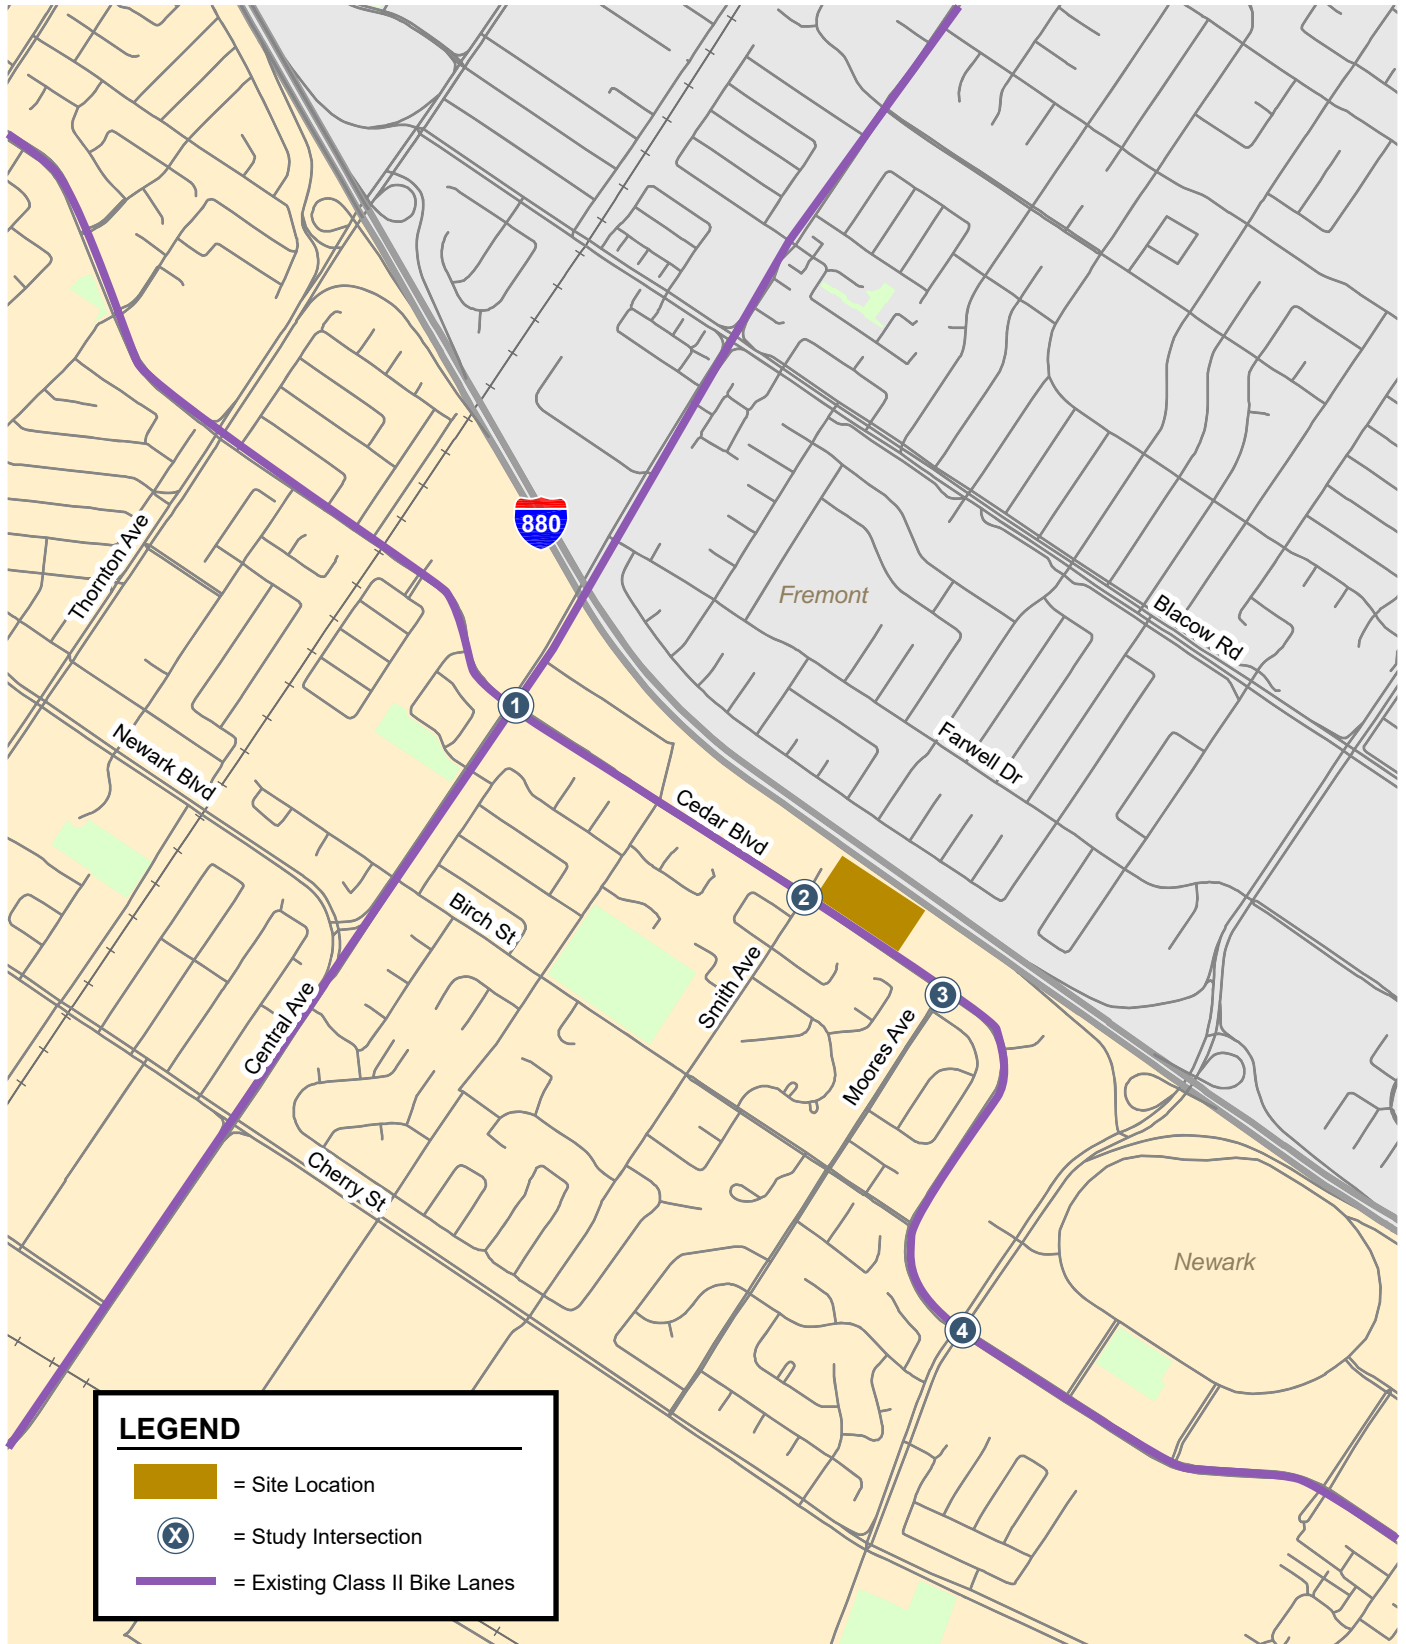 880
Thornton Ave
Fremont
Blacow Rd
1
Newark Blvd
Farwell Dr
Cedar Blvd
2
Birch St
Smith Ave
3
Central Ave
Moores Ave
Cherry St
Newark
4
LEGEND
= Site Location
X = Study Intersection
= Existing Class II Bike Lanes